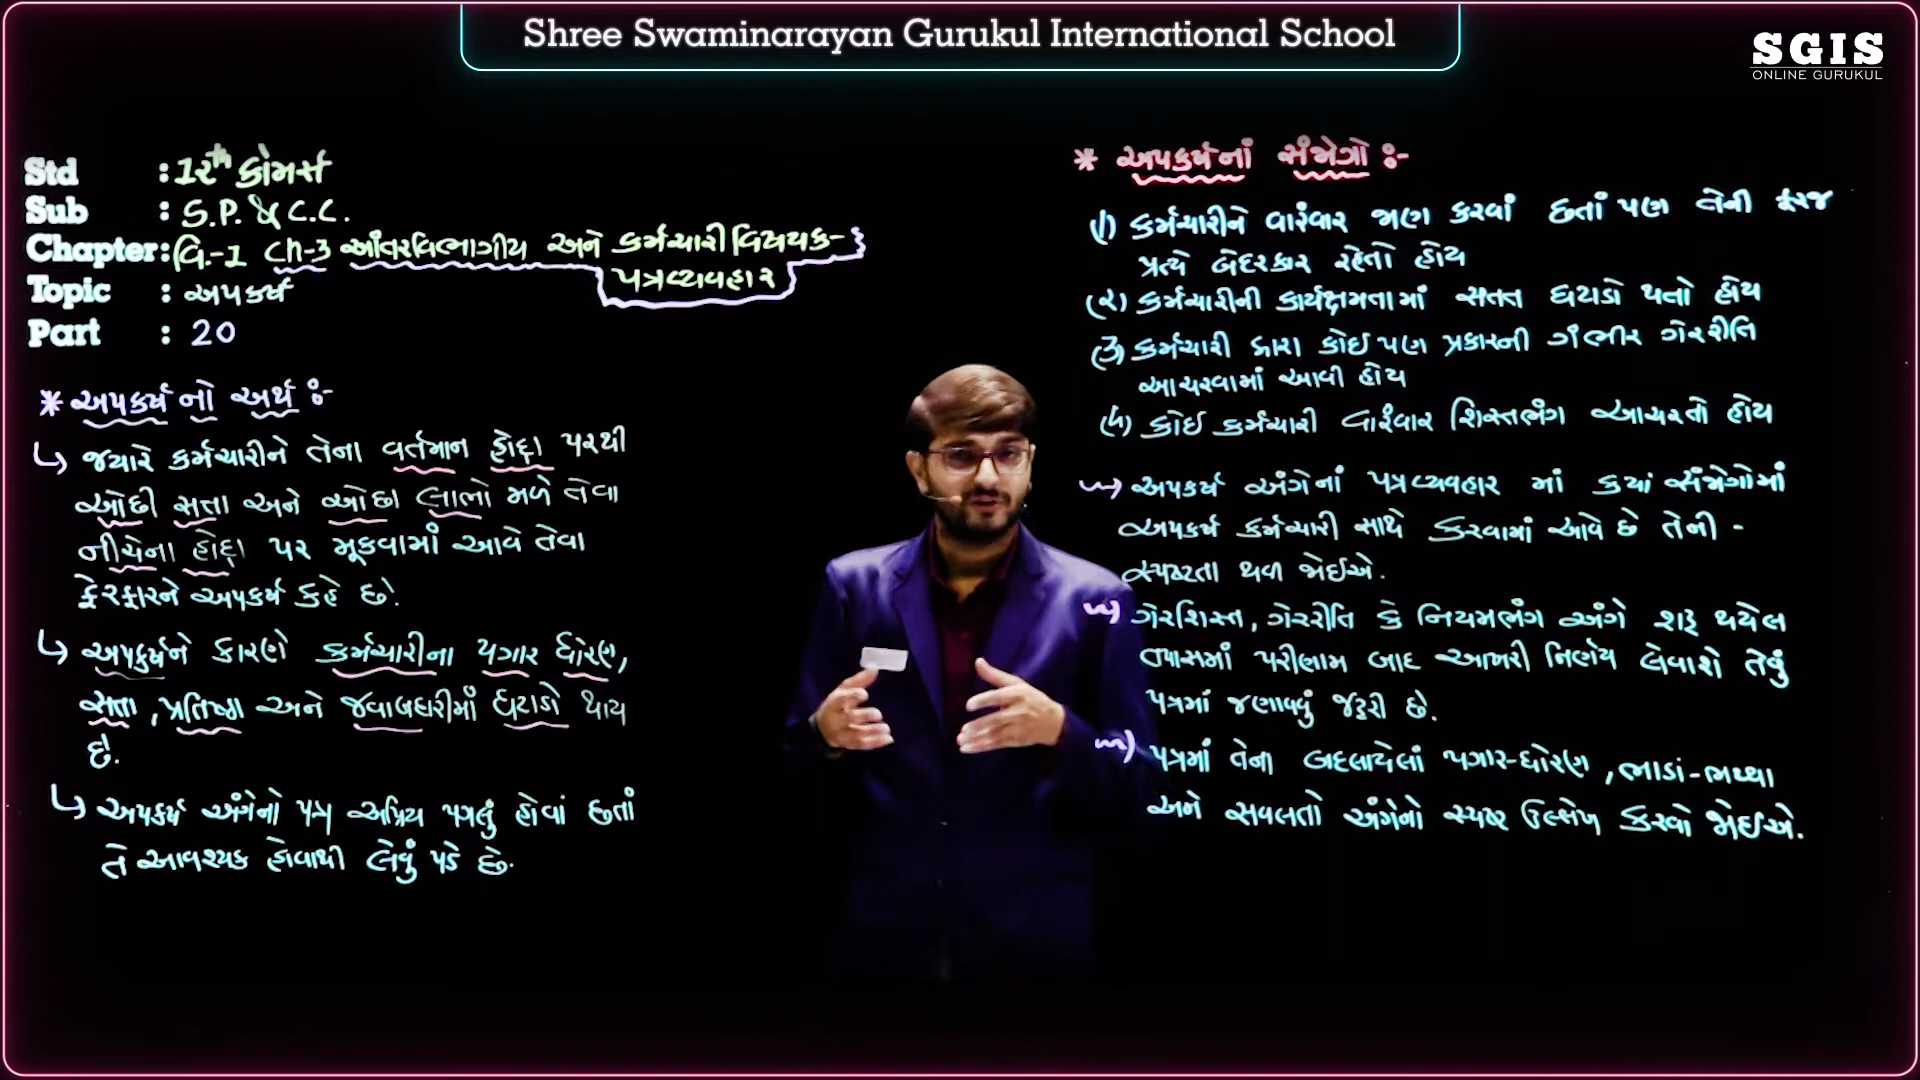 Shree Swaminarayan Gurukul International School
SGIS
ONLINE GURUKUL
Std : 12th કોમર્સ
Sub : S.P. & C.C.
Chapter: વિ.-1 Ch-3 આંતરવિભાગીય અને કર્મચારી વિષયક-
પત્રવ્યવહાર
Topic : અપકર્ષ
Part : 20
* અપકર્ષ નો અર્થ :-
↳ જયારે કર્મચારીને તેના વર્તમાન હોદ્દા પરથી
ઓછી સત્તા અને ઓછા લાભો મળે તેવા
નીચેના હોદ્દા પર મૂકવામાં આવે તેવા
ફેરફારને અપકર્ષ કહે છે.
↳ અપકર્ષને કારણે કર્મચારીના પગાર ધોરણ,
સત્તા, પ્રતિષ્ઠા અને જવાબદારીમાં ઘટાડો થાય
છે.
↳ અપકર્ષ અંગેનો પત્ર અપ્રિય પગલું હોવાં છતાં
તે આવશ્યક હોવાથી લેવું પડે છે.
* અપકર્ષનાં સંજોગો :-
(1) કર્મચારીને વારંવાર જાણ કરવાં છતાં પણ તેની ફરજ
પ્રત્યે બેદરકાર રહેતો હોય
(૨) કર્મચારીની કાર્યક્ષમતામાં સતત ઘટાડો થતો હોય
(૩) કર્મચારી દ્વારા કોઈ પણ પ્રકારની ગંભીર ગેરરીતિ
આચરવામાં આવી હોય
(૪) કોઈ કર્મચારી વારંવાર શિસ્તભંગ આચરતો હોય
અપકર્ષ અંગેનાં પત્રવ્યવહાર માં કયાં સંજોગોમાં
અપકર્ષ કર્મચારી સાથે કરવામાં આવે છે તેની -
સ્પષ્ટતા થવી જોઈએ.
ગેરશિસ્ત, ગેરરીતિ કે નિયમભંગ અંગે શરૂ થયેલ
તપાસમાં પરીણામ બાદ આખરી નિર્ણય લેવાશે તેવું
પત્રમાં જણાવવું જરૂરી છે.
પત્રમાં તેના બદલાયેલાં પગાર-ધોરણ, ભાડાં-ભથ્થા
અને સવલતો અંગેનો સ્પષ્ટ ઉલ્લેખ કરવો જોઈએ.